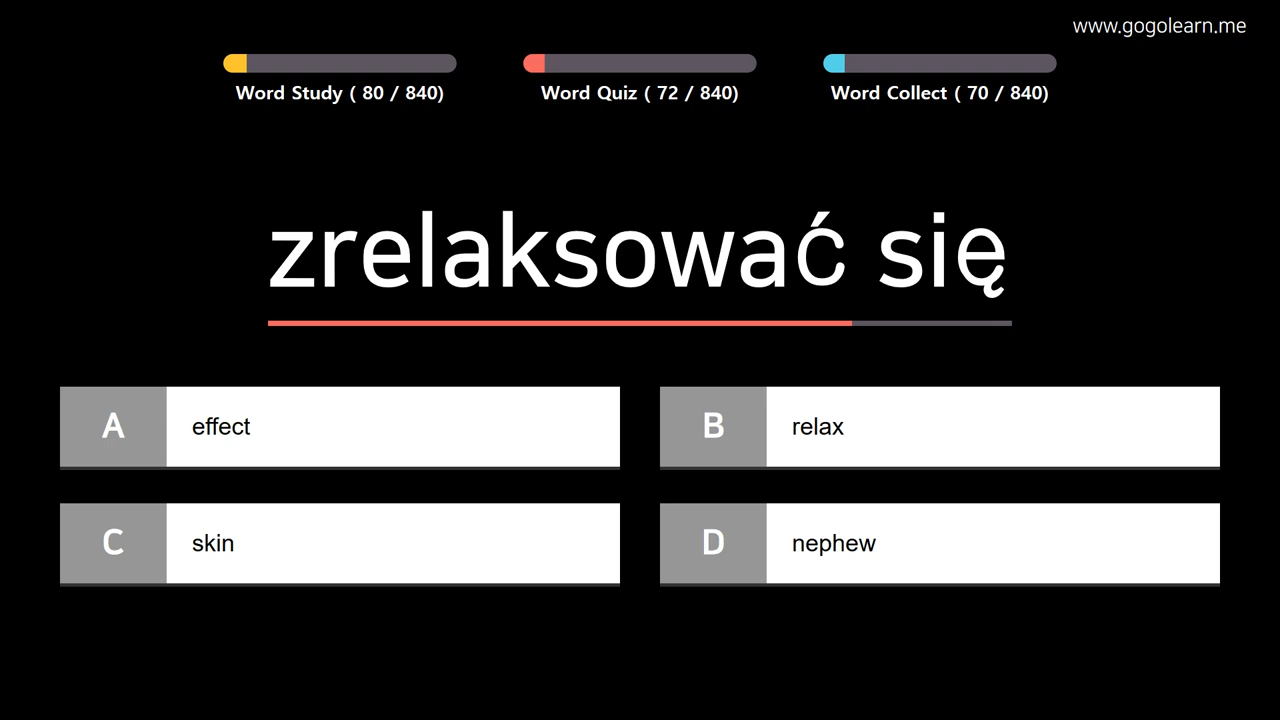 www.gogolearn.me
Word Study ( 80 / 840)
Word Quiz ( 72 / 840)
Word Collect ( 70 / 840)
zrelaksować się
A
effect
B
relax
C
skin
D
nephew